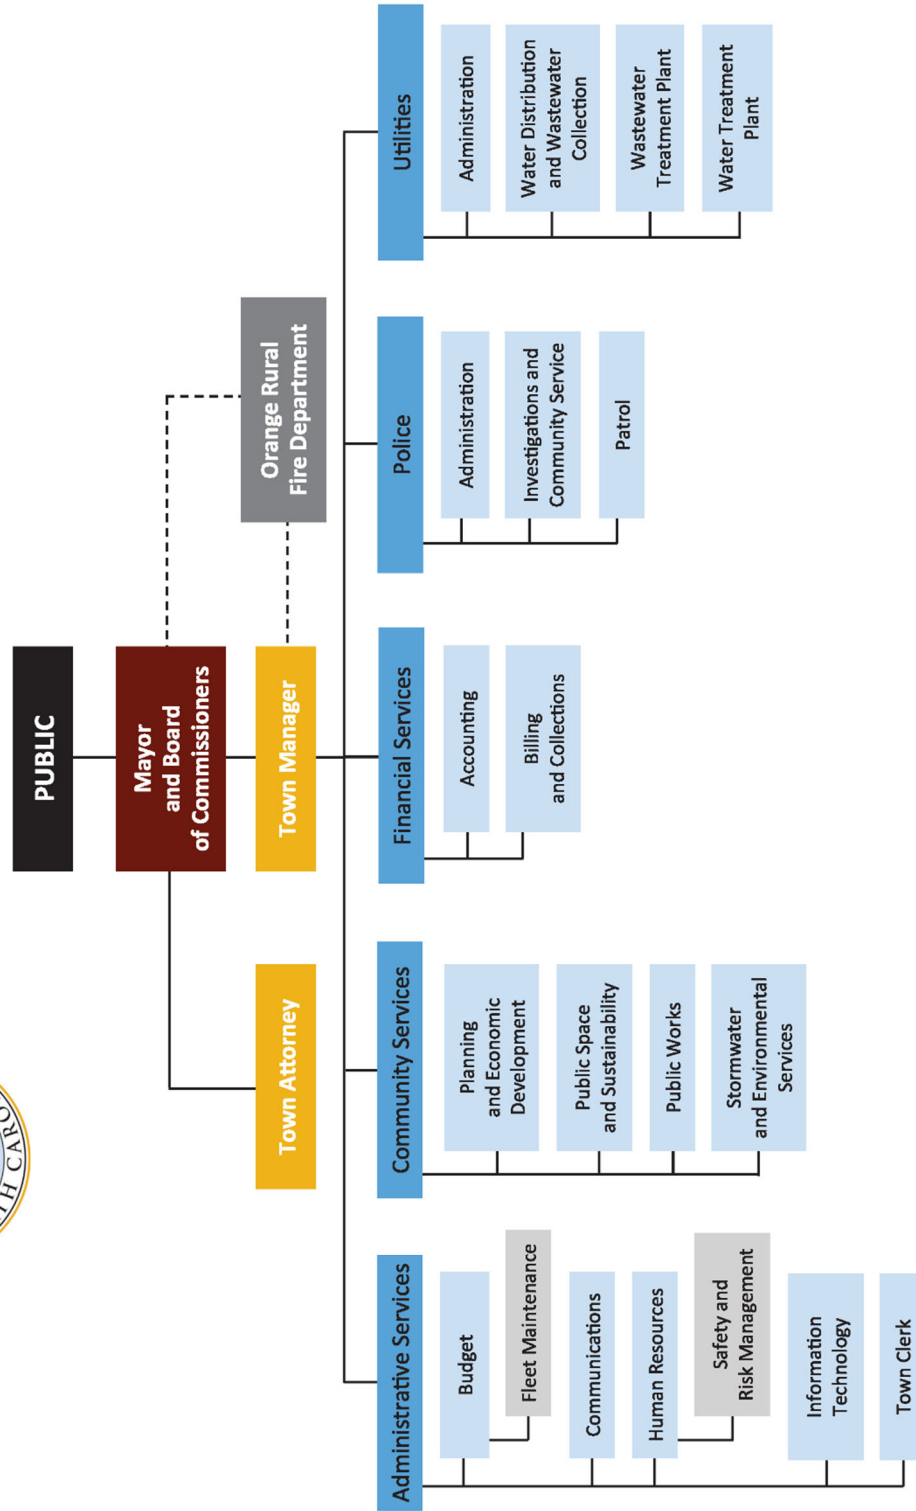 TH CARO
PUBLIC
Mayor
and Board
of Commissioners
Town Attorney
Town Manager
Orange Rural
Fire Department
Administrative Services
Budget
Fleet Maintenance
Communications
Human Resources
Safety and
Risk Management
Information
Technology
Town Clerk
Community Services
Planning
and Economic
Development
Public Space
and Sustainability
Public Works
Stormwater
and Environmental
Services
Financial Services
Accounting
Billing
and Collections
Police
Administration
Investigations and
Community Service
Patrol
Utilities
Administration
Water Distribution
and Wastewater
Collection
Wastewater
Treatment Plant
Water Treatment
Plant